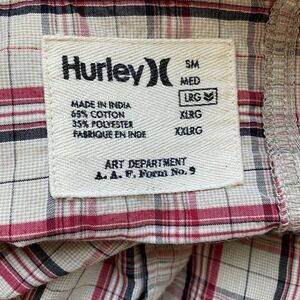 Hurley
SM
MED
LRG
XLRG
XXLRG
MADE IN INDIA
65% COTTON
35% POLYESTER
FABRIQUE EN INDE
ART DEPARTMENT
A. A. F. Form No. 9